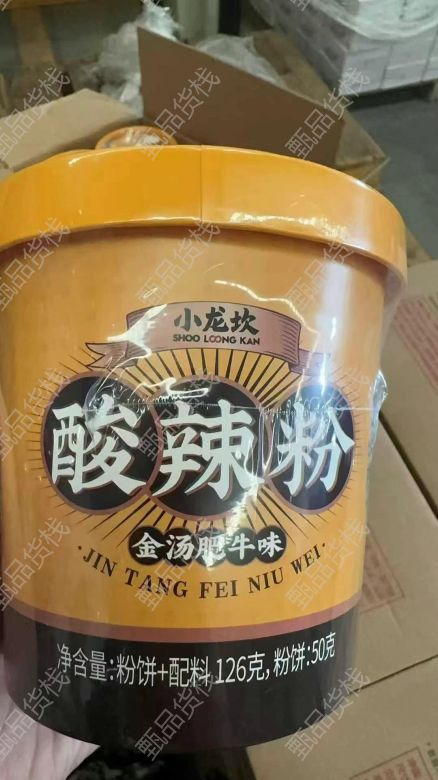 小龙坎
SHOO LOONG KAN
酸辣粉
金汤肥牛味
·JIN TANG FEI NIU WEI·
净含量:粉饼+配料 126克,粉饼:50克
甄品货栈